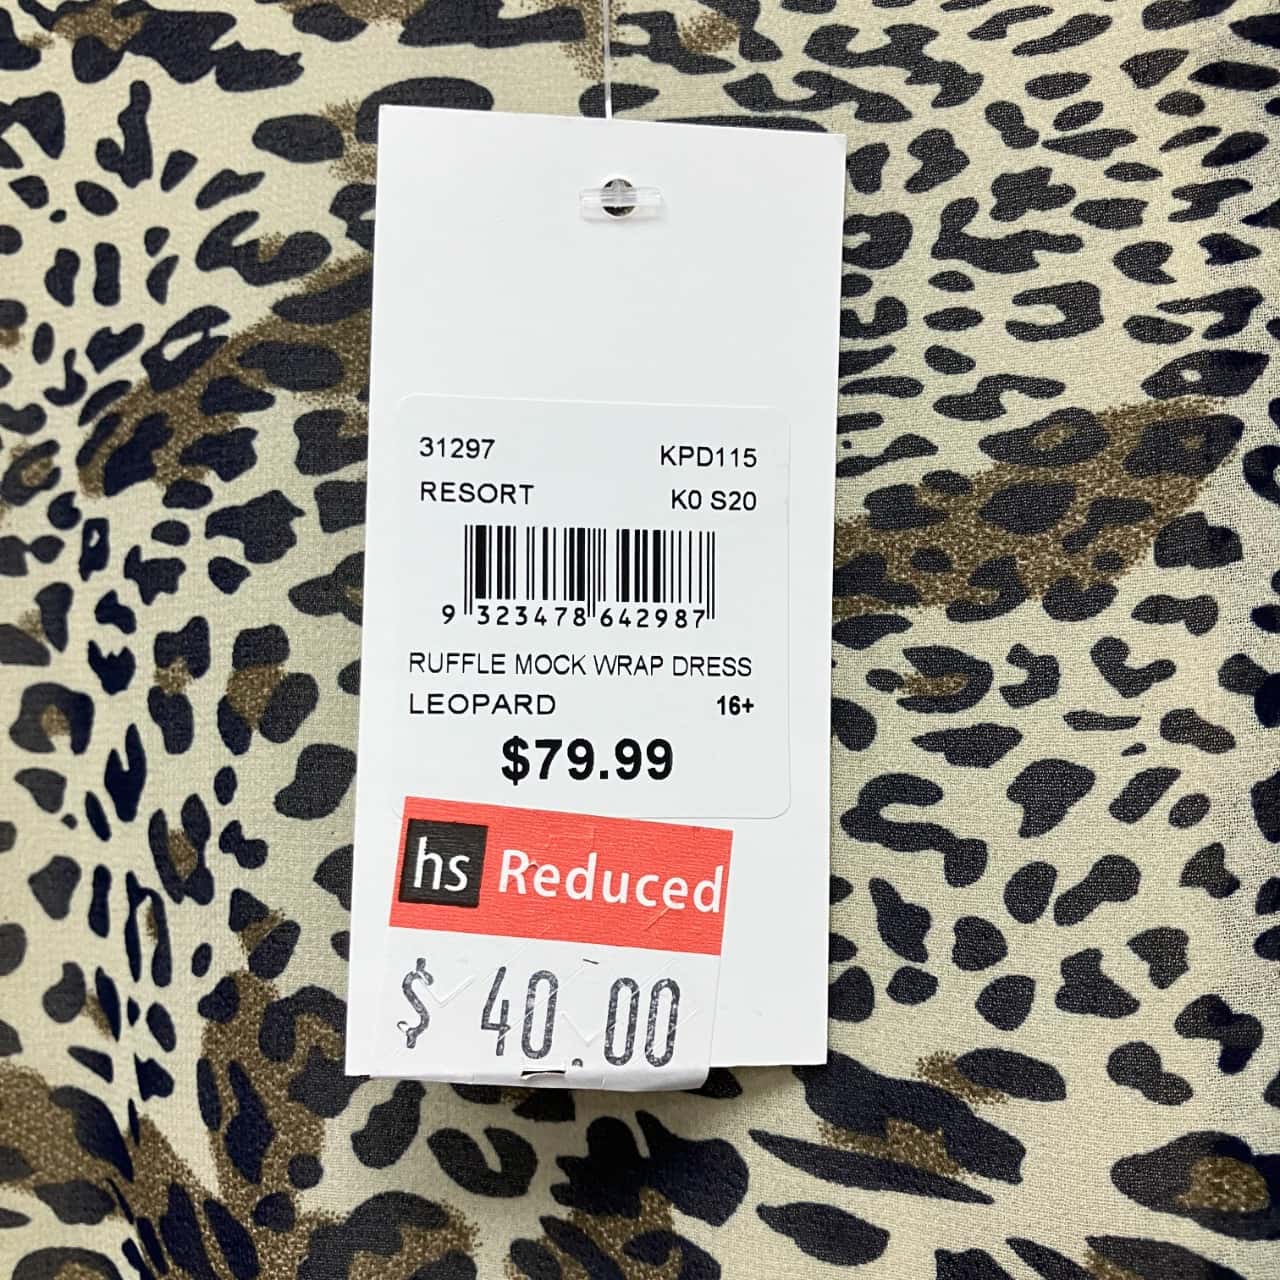 31297 KPD115
RESORT K0 S20
9 323478 642987
RUFFLE MOCK WRAP DRESS
LEOPARD 16+
$79.99
hs Reduced
$ 40.00